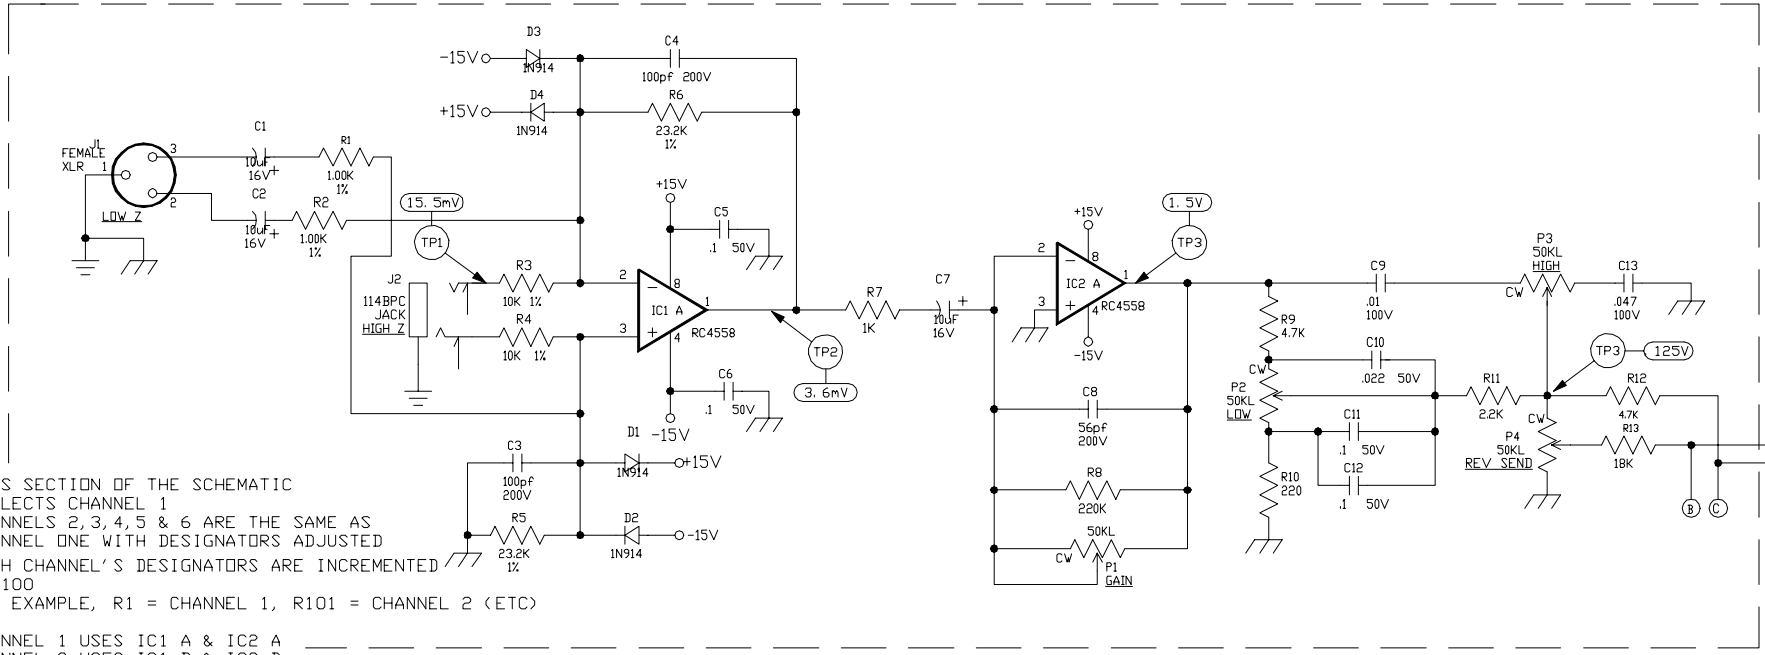 D3
-15V
1N914
C4
100pf 200V
D4
+15V
1N914
R6
23.2K
1%
J1
FEMALE
XLR
1
3
2
LOW Z
C1
10uF
16V
+
R1
1.00K
1%
C2
10uF
16V
+
R2
1.00K
1%
15.5mV
TP1
J2
114BPC
JACK
HIGH Z
R3
10K 1%
R4
10K 1%
+15V
C5
.1 50V
2
8
1
3
4
IC1 A
RC4558
C6
.1 50V
-15V
TP2
3.6mV
R7
1K
C7
+
10uF
16V
+15V
2
8
1
3
4
IC2 A
RC4558
-15V
1.5V
TP3
C8
56pf
200V
R8
220K
50KL
CW
P1
GAIN
R9
4.7K
CW
P2
50KL
LOW
R10
220
C9
.01
100V
C10
.022 50V
C11
.1 50V
C12
.1 50V
P3
50KL
HIGH
CW
C13
.047
100V
TP3
125V
R11
2.2K
R12
4.7K
CW
P4
50KL
REV SEND
R13
18K
B
C
C3
100pf
200V
D1
1N914
+15V
R5
23.2K
1%
D2
1N914
-15V
S SECTION OF THE SCHEMATIC
LECTS CHANNEL 1
NNELS 2,3,4,5 & 6 ARE THE SAME AS
NNEL ONE WITH DESIGNATORS ADJUSTED
H CHANNEL'S DESIGNATORS ARE INCREMENTED
100
EXAMPLE, R1 = CHANNEL 1, R101 = CHANNEL 2 (ETC)
NNEL 1 USES IC1 A & IC2 A